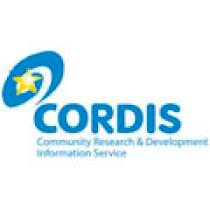 CORDIS
Community Research & Development
Information Service